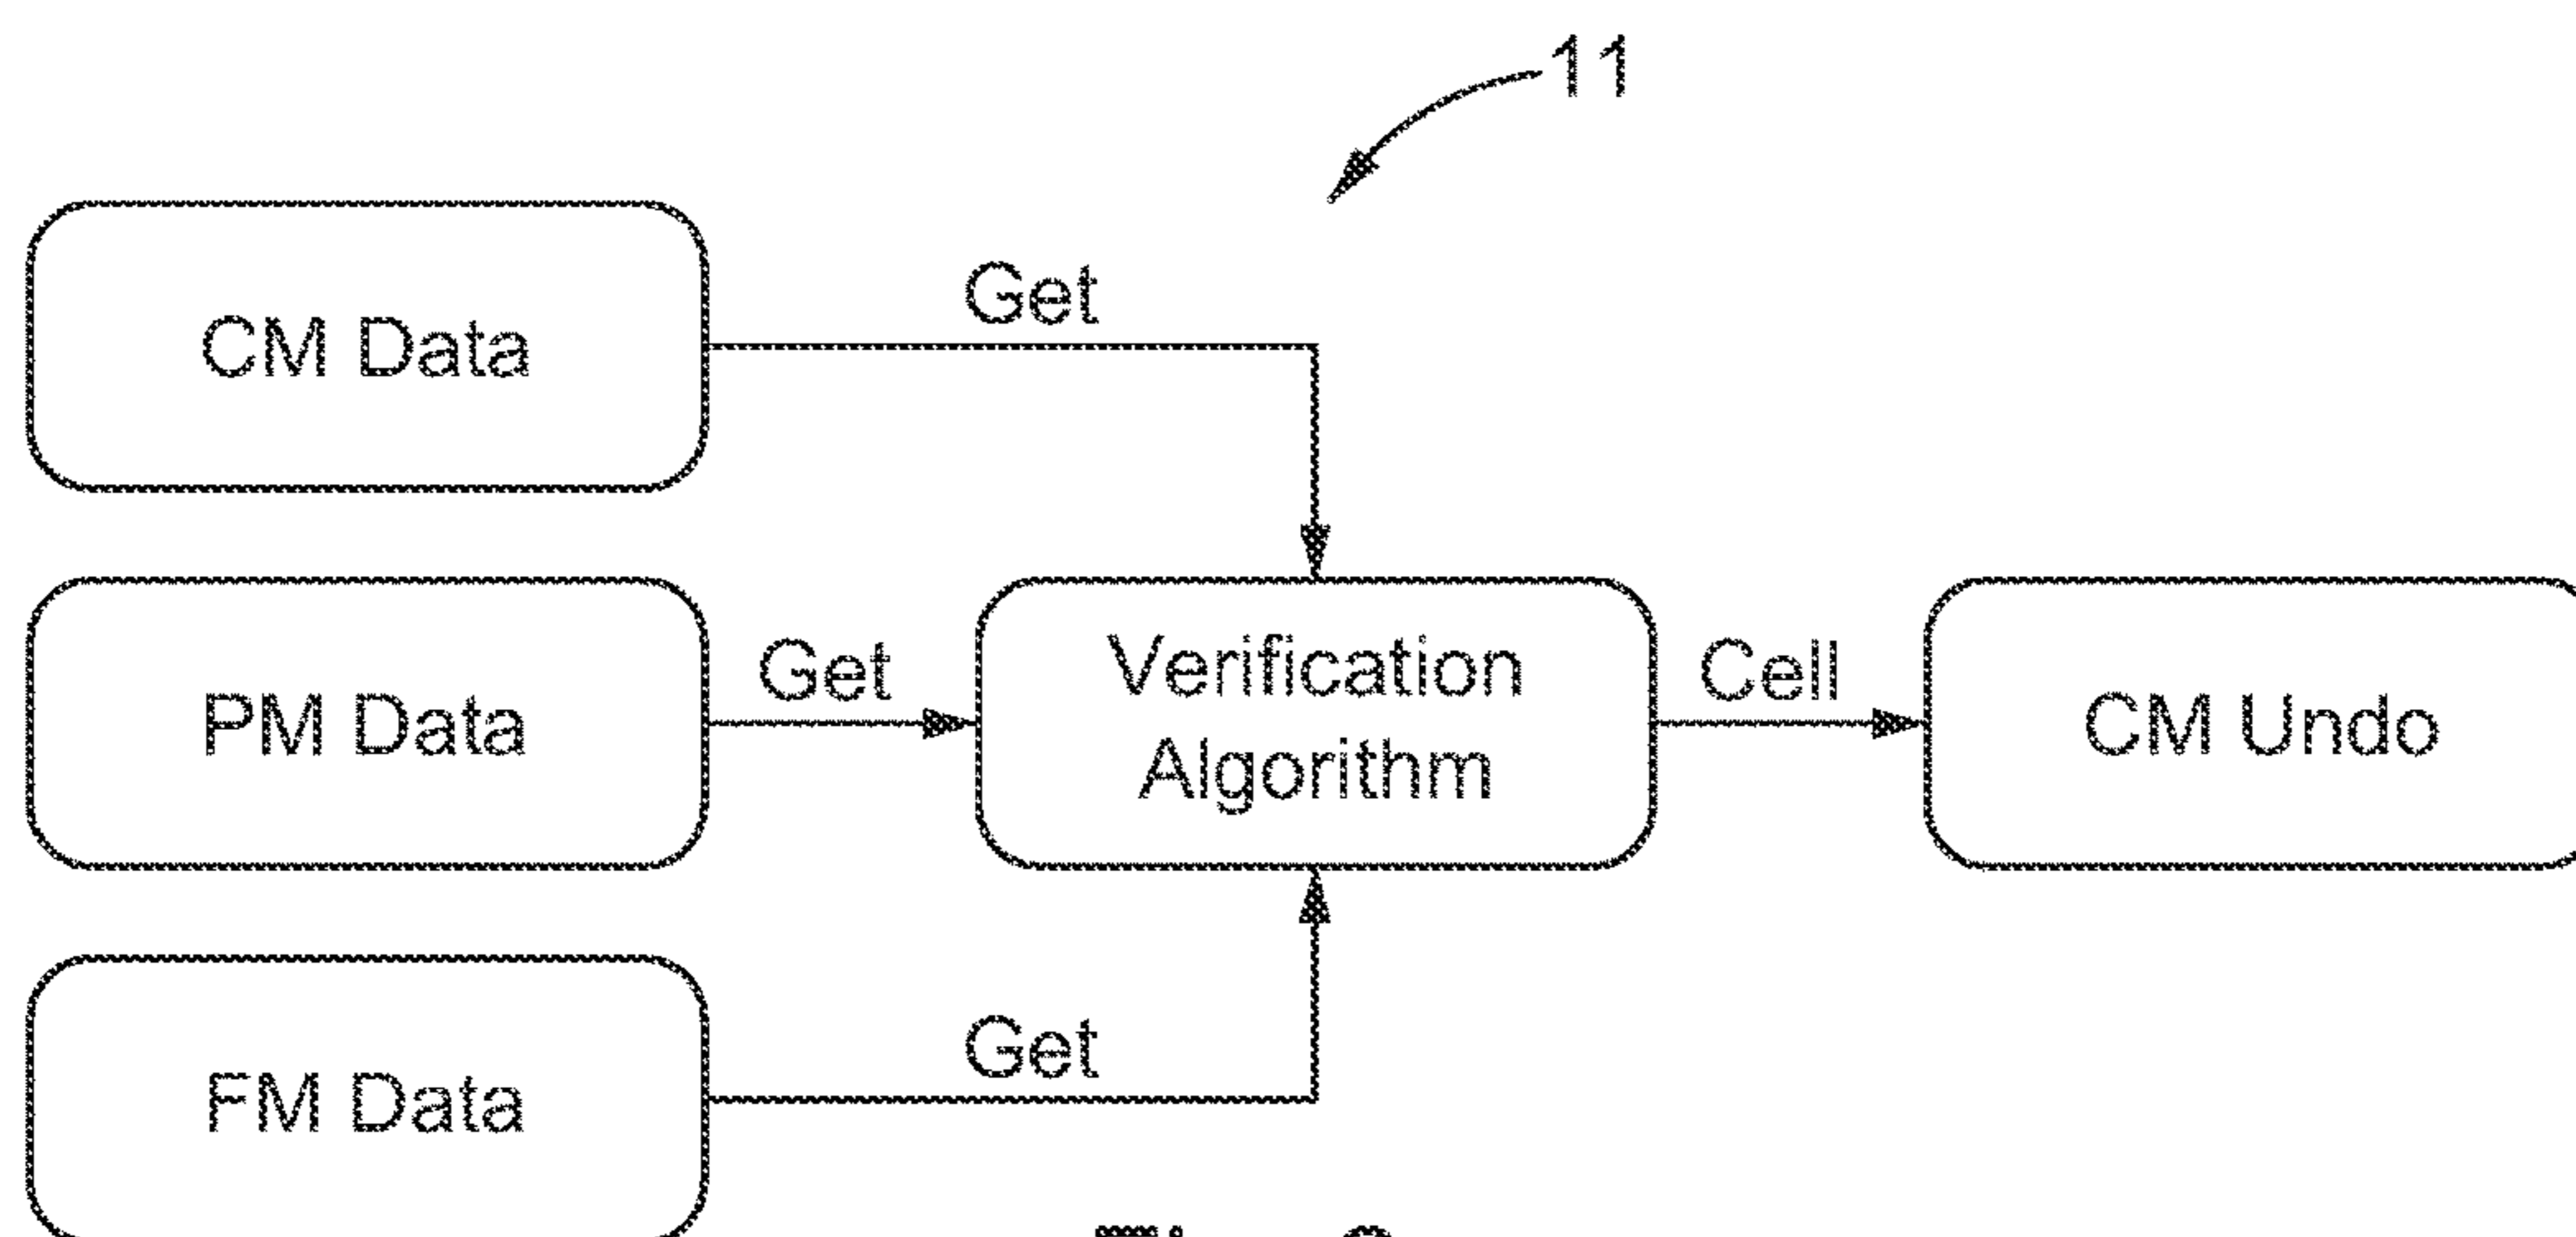 11
CM Data
Get
PM Data
Get
Verification
Algorithm
Cell
CM Undo
FM Data
Get